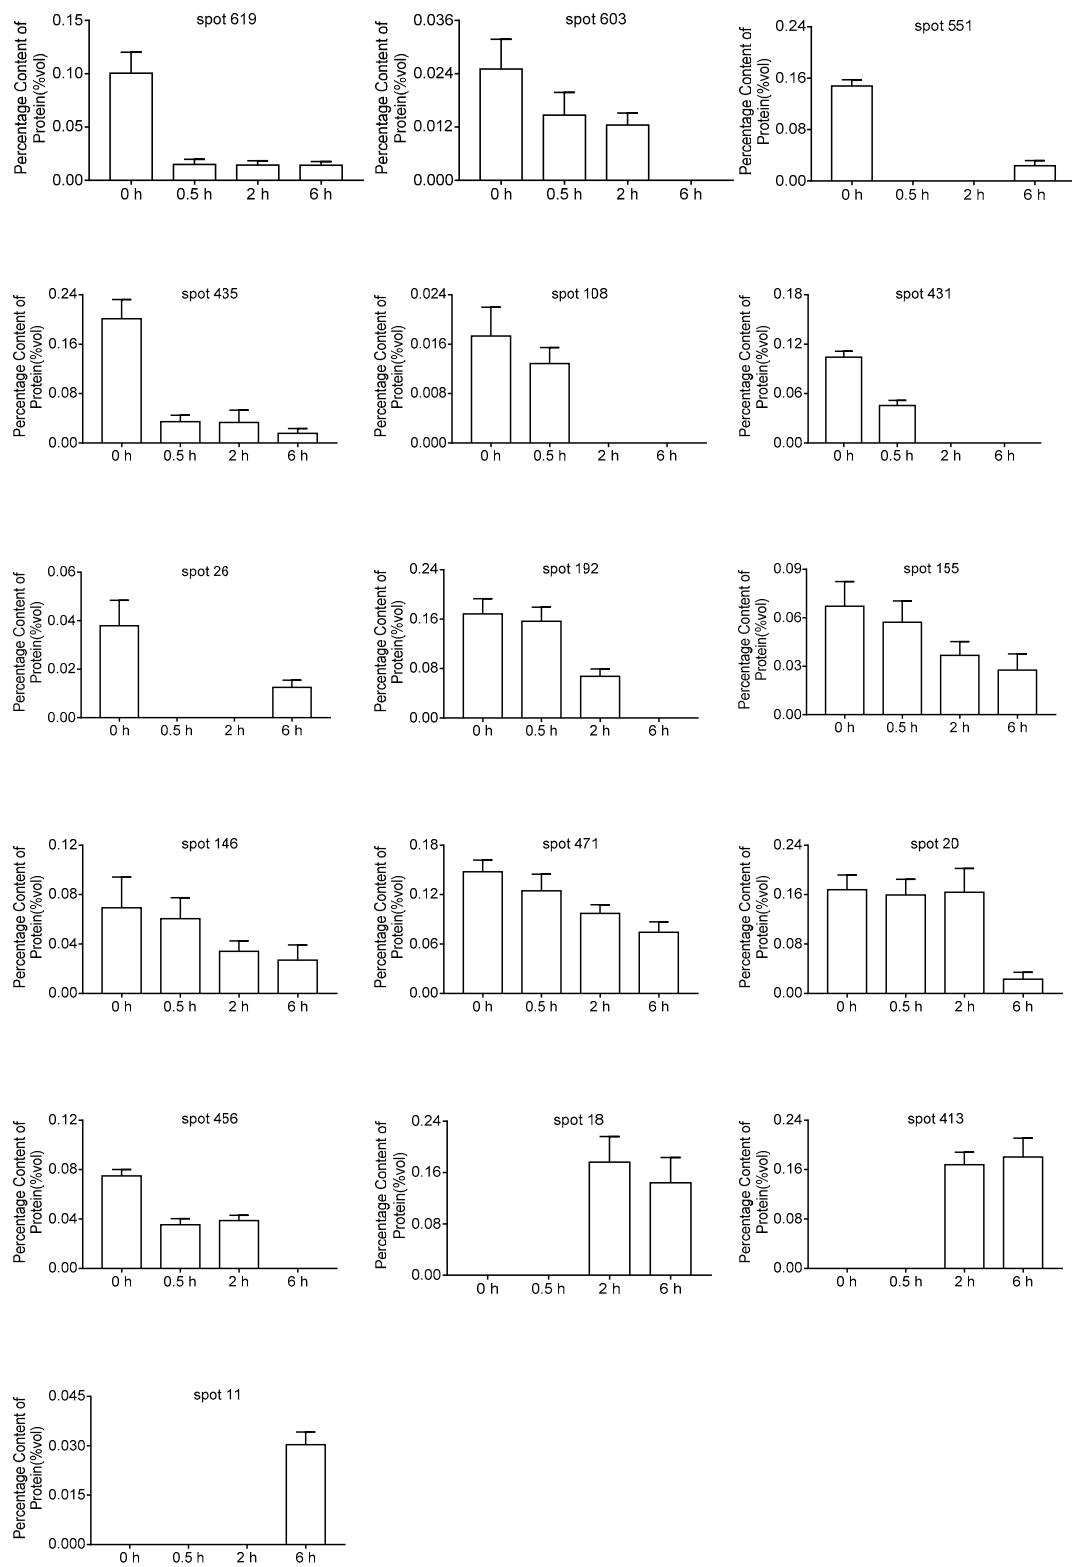 spot 619
Percentage Content of
Protein(%vol)
0.15
0.10
0.05
0.00
0 h 0.5 h 2 h 6 h
spot 603
Percentage Content of
Protein(%vol)
0.036
0.024
0.012
0.000
0 h 0.5 h 2 h 6 h
spot 551
Percentage Content of
Protein(%vol)
0.24
0.16
0.08
0.00
0 h 0.5 h 2 h 6 h
spot 435
Percentage Content of
Protein(%vol)
0.24
0.16
0.08
0.00
0 h 0.5 h 2 h 6 h
spot 108
Percentage Content of
Protein(%vol)
0.024
0.016
0.008
0.000
0 h 0.5 h 2 h 6 h
spot 431
Percentage Content of
Protein(%vol)
0.18
0.12
0.06
0.00
0 h 0.5 h 2 h 6 h
spot 26
Percentage Content of
Protein(%vol)
0.06
0.04
0.02
0.00
0 h 0.5 h 2 h 6 h
spot 192
Percentage Content of
Protein(%vol)
0.24
0.16
0.08
0.00
0 h 0.5 h 2 h 6 h
spot 155
Percentage Content of
Protein(%vol)
0.09
0.06
0.03
0.00
0 h 0.5 h 2 h 6 h
spot 146
Percentage Content of
Protein(%vol)
0.12
0.08
0.04
0.00
0 h 0.5 h 2 h 6 h
spot 471
Percentage Content of
Protein(%vol)
0.18
0.12
0.06
0.00
0 h 0.5 h 2 h 6 h
spot 20
Percentage Content of
Protein(%vol)
0.24
0.16
0.08
0.00
0 h 0.5 h 2 h 6 h
spot 456
Percentage Content of
Protein(%vol)
0.12
0.08
0.04
0.00
0 h 0.5 h 2 h 6 h
spot 18
Percentage Content of
Protein(%vol)
0.24
0.16
0.08
0.00
0 h 0.5 h 2 h 6 h
spot 413
Percentage Content of
Protein(%vol)
0.24
0.16
0.08
0.00
0 h 0.5 h 2 h 6 h
spot 11
Percentage Content of
Protein(%vol)
0.045
0.030
0.015
0.000
0 h 0.5 h 2 h 6 h